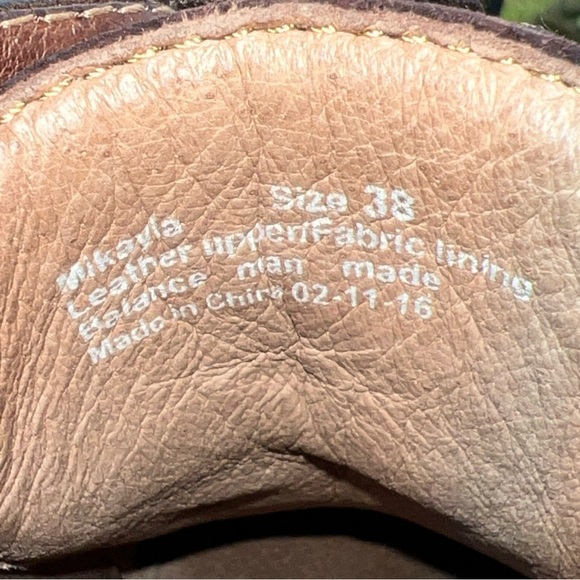 Mikayla Size 38
Leather upper/Fabric lining
Balance man made
Made in China 02-11-16